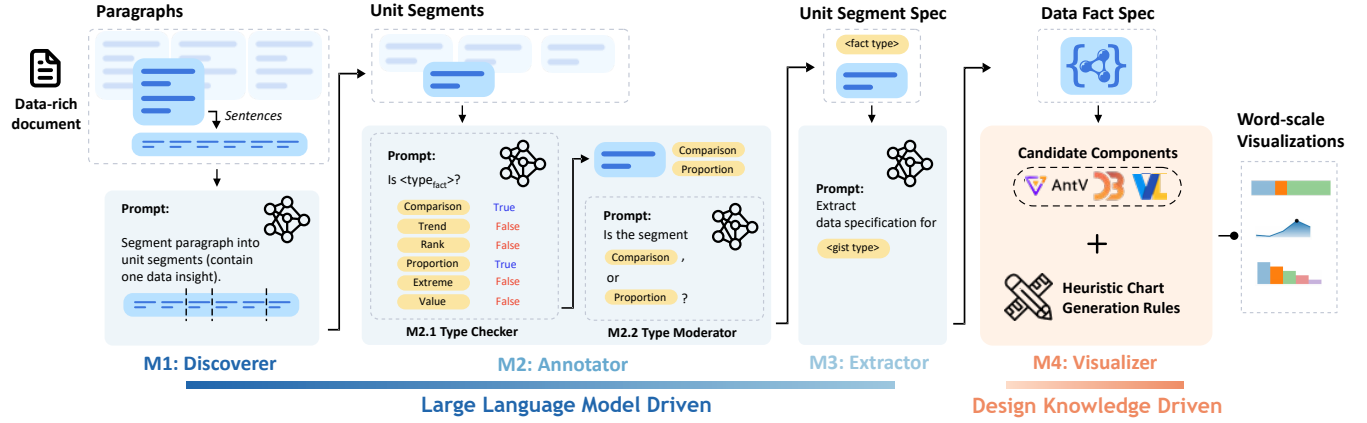 Paragraphs
Data-rich
document
Sentences
Prompt:
Segment paragraph into
unit segments (contain
one data insight).
M1: Discoverer
Unit Segments
Prompt:
Is <type_fact>?
Comparison True
Trend False
Rank False
Proportion True
Extreme False
Value False
M2.1 Type Checker
Comparison
Proportion
Prompt:
Is the segment
Comparison ,
or
Proportion ?
M2.2 Type Moderator
M2: Annotator
Unit Segment Spec
<fact type>
Prompt:
Extract
data specification for
<gist type>
M3: Extractor
Large Language Model Driven
Data Fact Spec
Candidate Components
AntV D3 VL
+
Heuristic Chart
Generation Rules
M4: Visualizer
Design Knowledge Driven
Word-scale
Visualizations